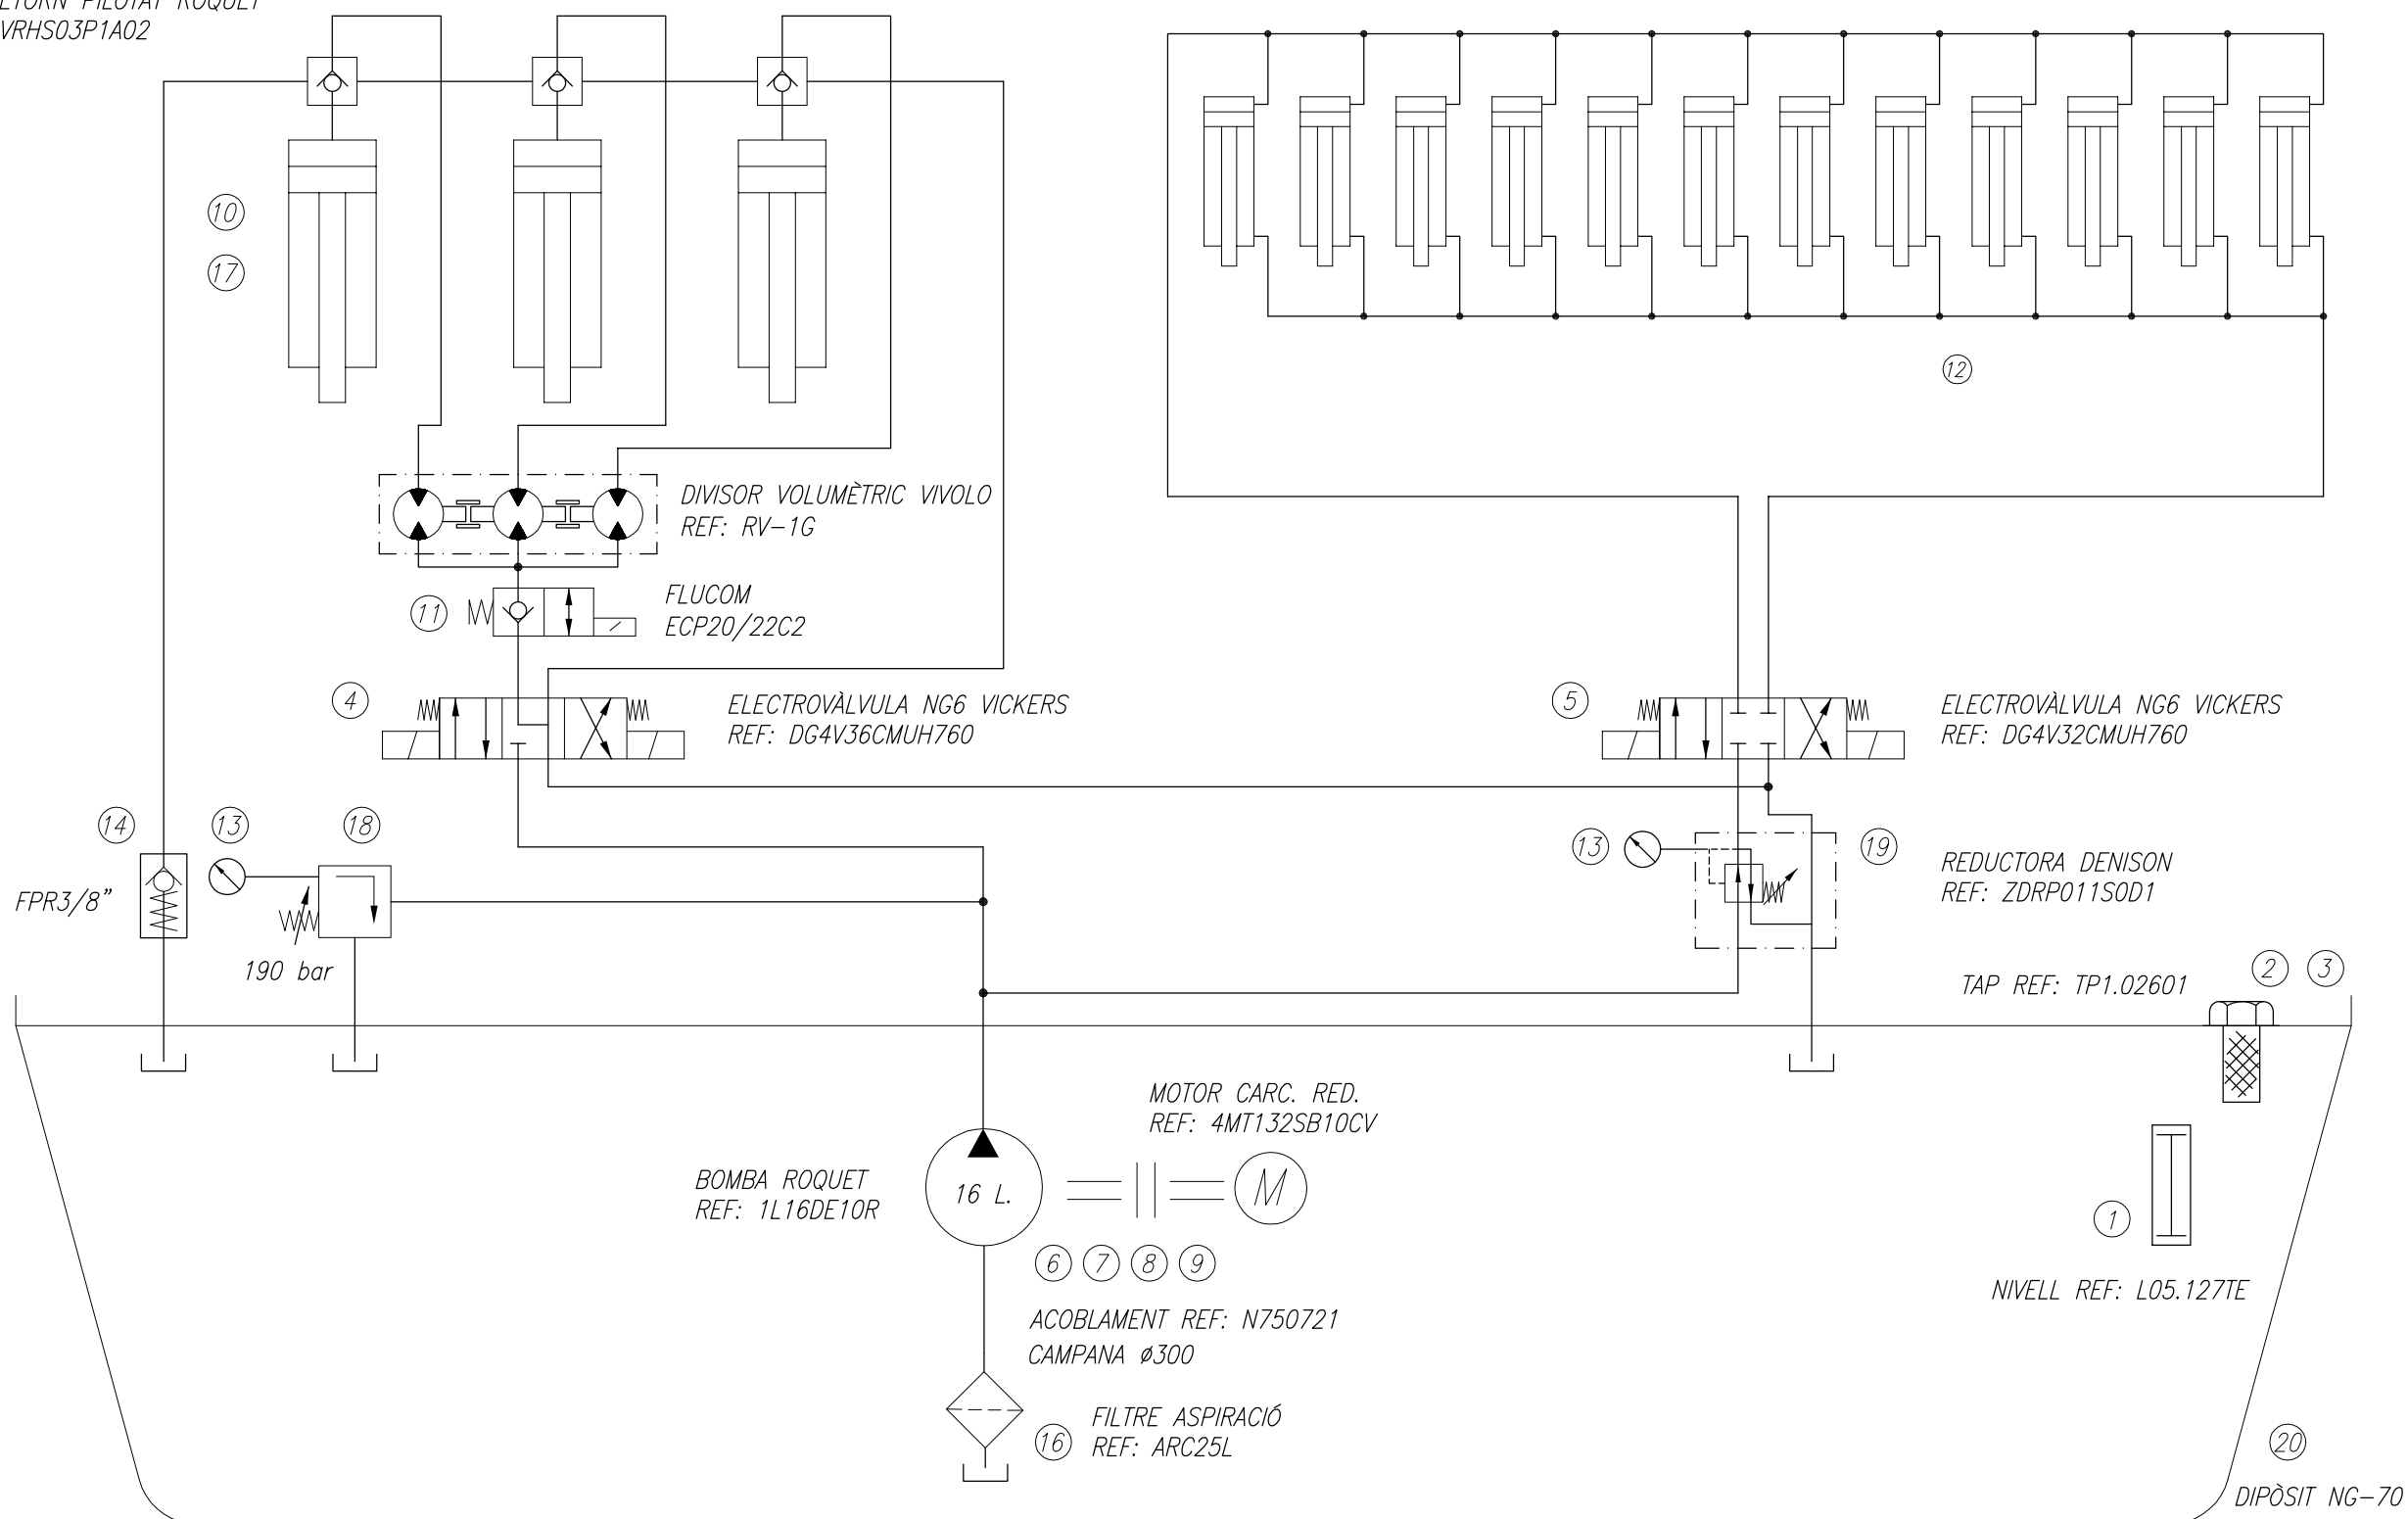 VRHS03P1A02
10
17
12
DIVISOR VOLUMÈTRIC VIVOLO
REF: RV-1G
11
FLUCOM
ECP20/22C2
4
ELECTROVÀLVULA NG6 VICKERS
REF: DG4V36CMUH760
5
ELECTROVÀLVULA NG6 VICKERS
REF: DG4V32CMUH760
14
13
18
FPR3/8"
190 bar
13
19
REDUCTORA DENISON
REF: ZDRP011S0D1
TAP REF: TP1.02601
2
3
MOTOR CARC. RED.
REF: 4MT132SB10CV
BOMBA ROQUET
REF: 1L16DE10R
16 L.
M
1
6
7
8
9
NIVELL REF: L05.127TE
ACOBLAMENT REF: N750721
CAMPANA ø300
16
FILTRE ASPIRACIÓ
REF: ARC25L
20
DIPÒSIT NG-70